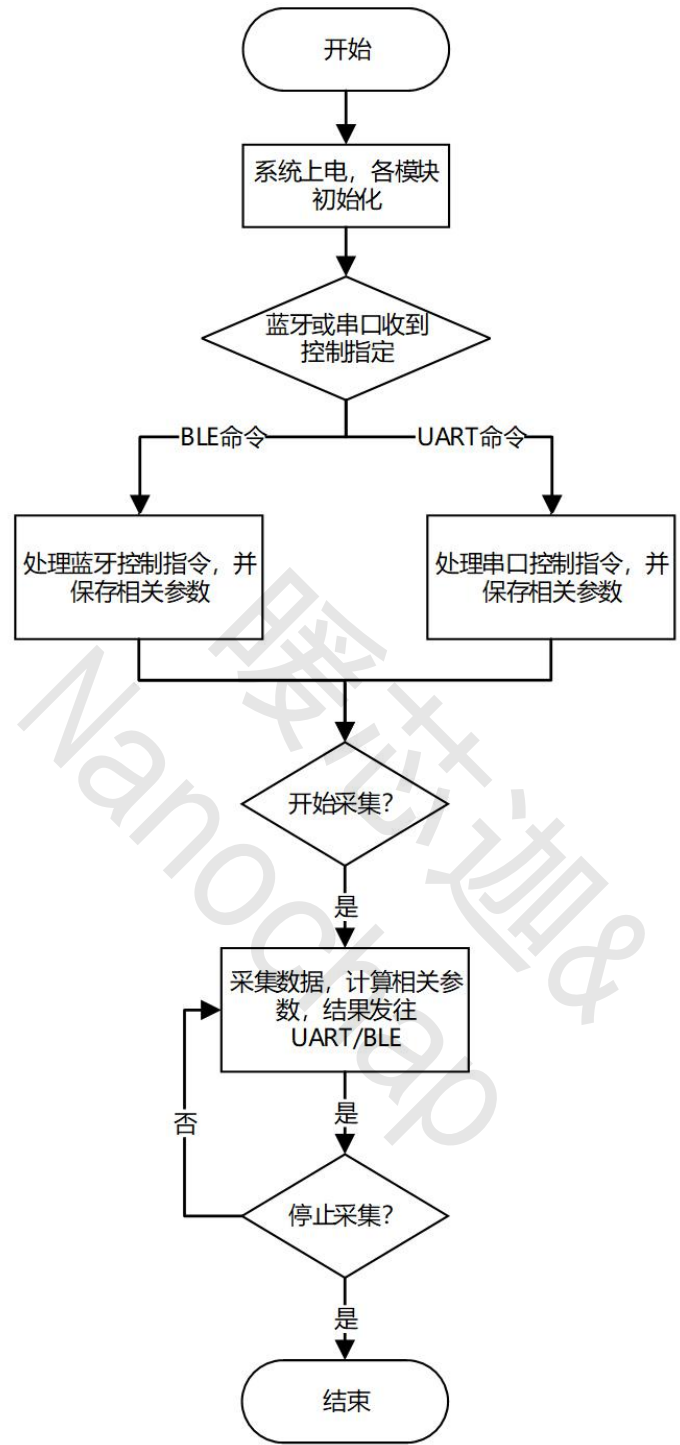 开始
系统上电，各模块
初始化
蓝牙或串口收到
控制指定
BLE命令
UART命令
处理蓝牙控制指令，并
保存相关参数
处理串口控制指令，并
保存相关参数
开始采集？
是
采集数据，计算相关参
数，结果发往
UART/BLE
否
是
停止采集？
是
结束
暖芯迦&
Nanochap